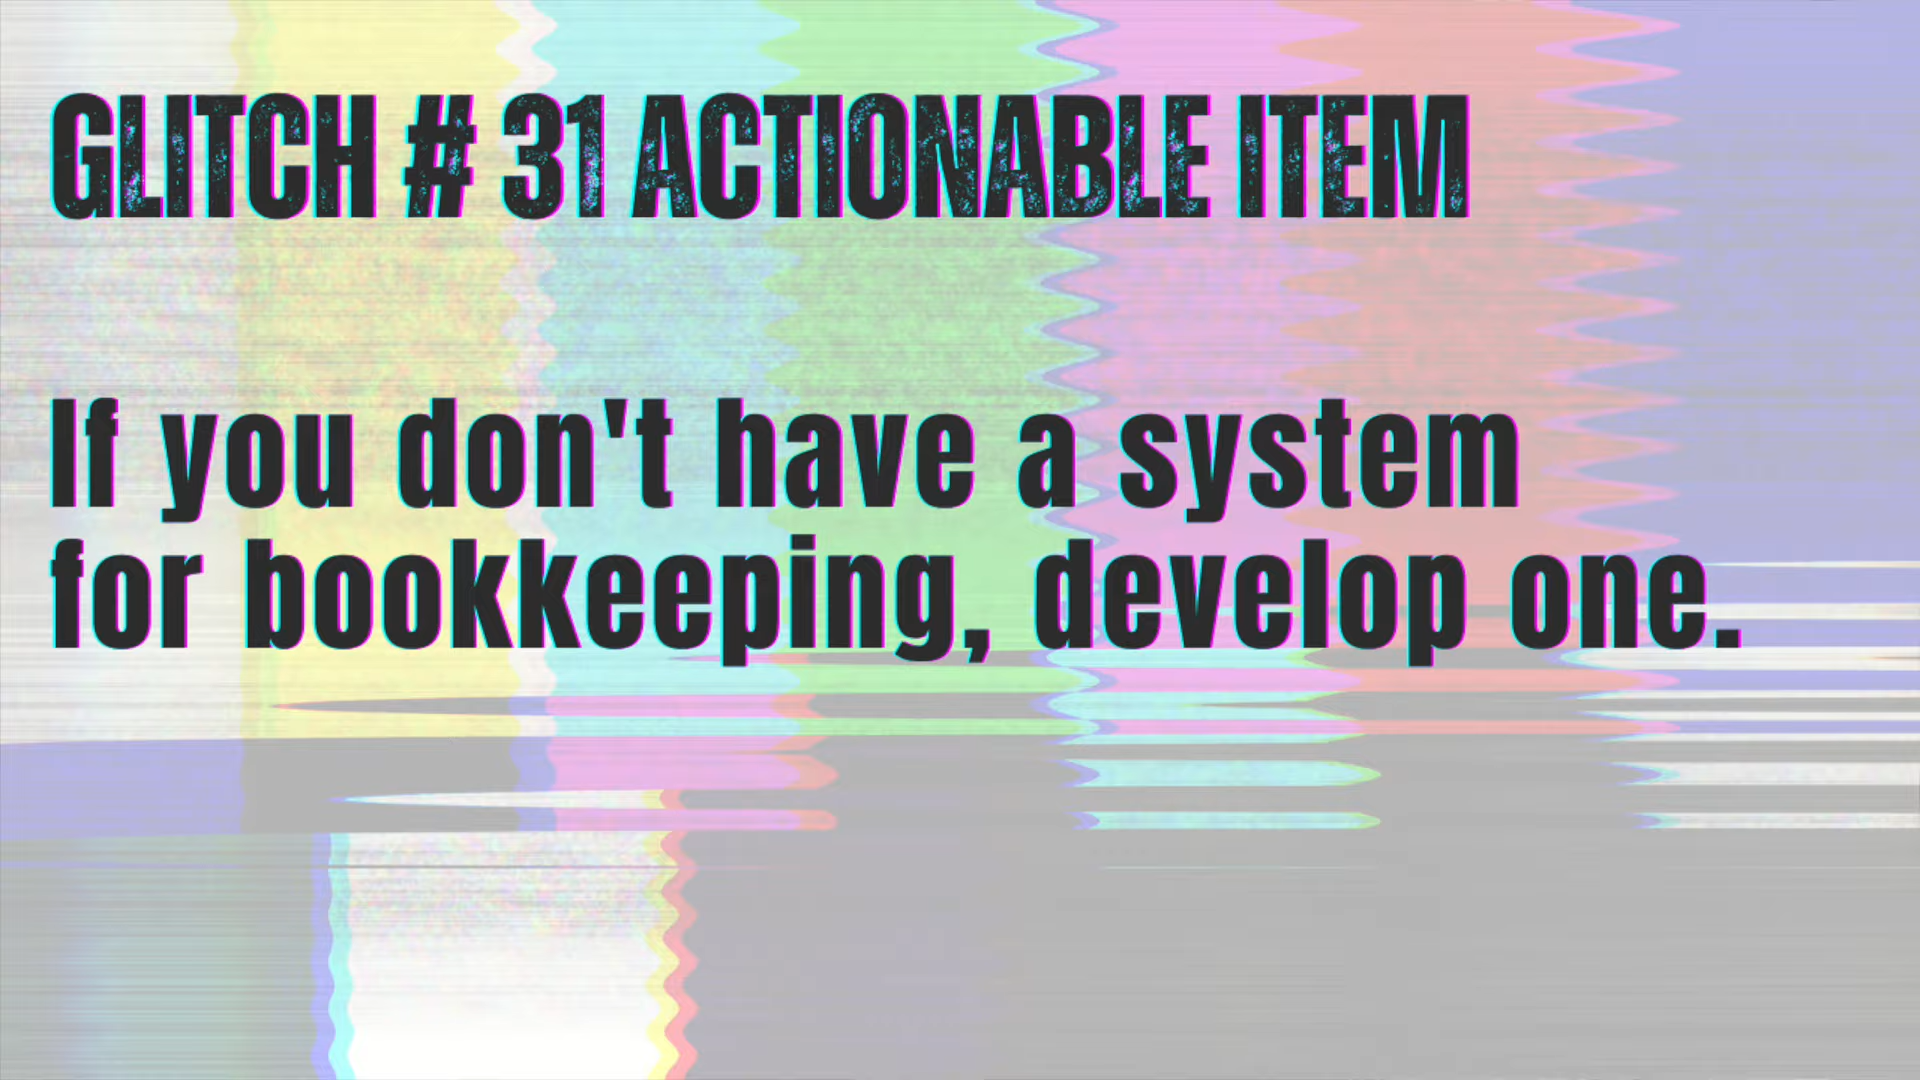 GLITCH # 31 ACTIONABLE ITEM
If you don't have a system
for bookkeeping, develop one.